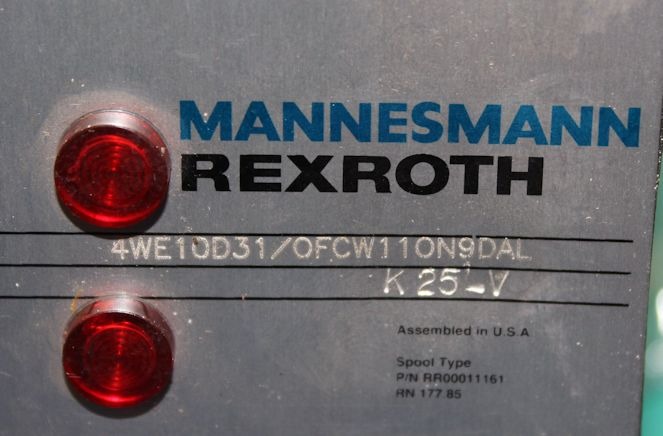 MANNESMANN
REXROTH
4WE10D31/OFCW110N9DAL
K 25-V
Assembled in U.S.A
Spool Type
P/N RR00011161
RN 177.85